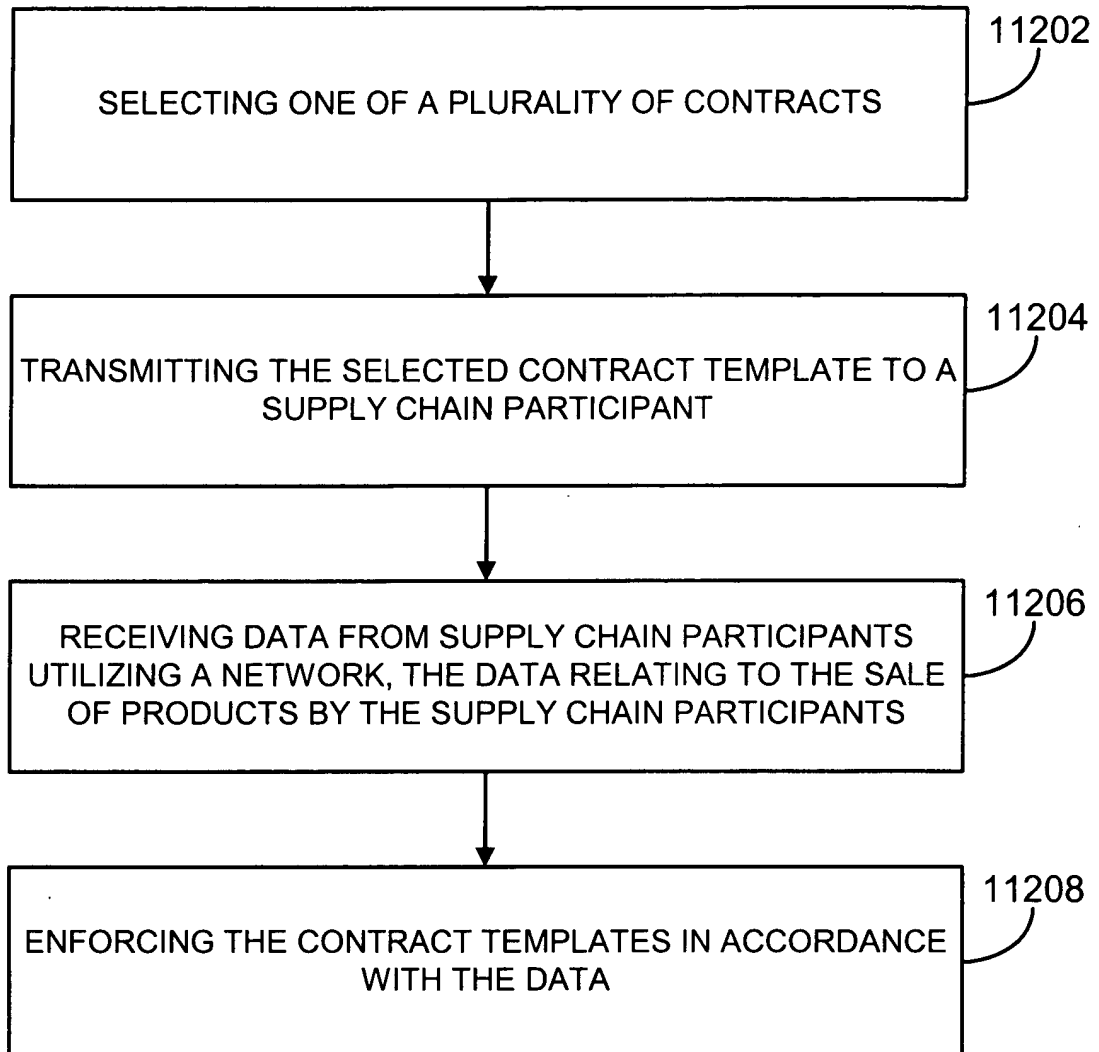 11202
SELECTING ONE OF A PLURALITY OF CONTRACTS
11204
TRANSMITTING THE SELECTED CONTRACT TEMPLATE TO A
SUPPLY CHAIN PARTICIPANT
11206
RECEIVING DATA FROM SUPPLY CHAIN PARTICIPANTS
UTILIZING A NETWORK, THE DATA RELATING TO THE SALE
OF PRODUCTS BY THE SUPPLY CHAIN PARTICIPANTS
11208
ENFORCING THE CONTRACT TEMPLATES IN ACCORDANCE
WITH THE DATA